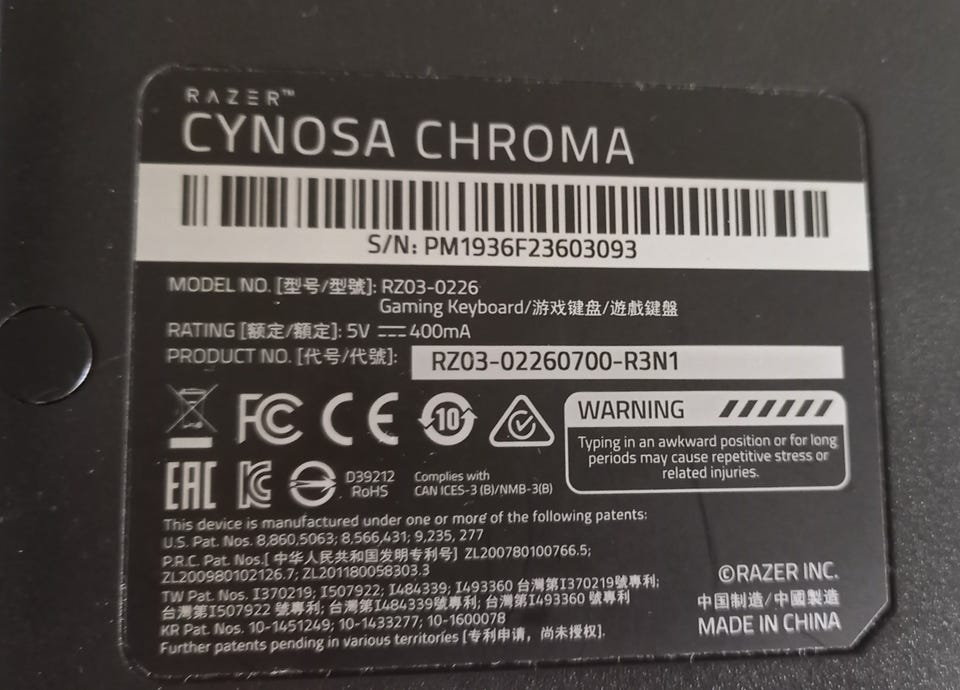 RAZER™
CYNOSA CHROMA
S/N: PM1936F23603093
MODEL NO. [型号/型號]: RZ03-0226
Gaming Keyboard/游戏键盘/遊戲鍵盤
RATING [额定/額定]: 5V ⎓ 400mA
PRODUCT NO. [代号/代號]: RZ03-02260700-R3N1
FC CE 10
WARNING
Typing in an awkward position or for long
periods may cause repetitive stress or
related injuries.
EAC KC D39212
RoHS
Complies with
CAN ICES-3 (B)/NMB-3(B)
This device is manufactured under one or more of the following patents:
U.S. Pat. Nos. 8,860,5063; 8,566,431; 9,235, 277
P.R.C. Pat. Nos.[ 中华人民共和国发明专利号] ZL200780100766.5;
ZL200980102126.7; ZL201180058303.3
TW Pat. Nos. I370219; I507922; I484339; I493360 台灣第I370219號專利;
台灣第I507922 號專利; 台灣第I484339號專利; 台灣第I493360 號專利
KR Pat. Nos. 10-1451249; 10-1433277; 10-1600078
Further patents pending in various territories [专利申请，尚未授权].
©RAZER INC.
中国制造/中國製造
MADE IN CHINA